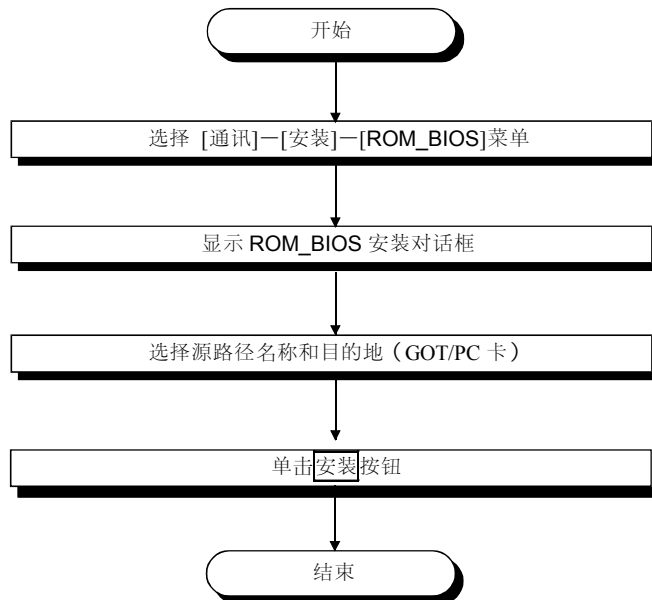 开始
选择 [通讯]－[安装]－[ROM_BIOS]菜单
显示 ROM_BIOS 安装对话框
选择源路径名称和目的地（GOT/PC 卡）
单击安装按钮
结束